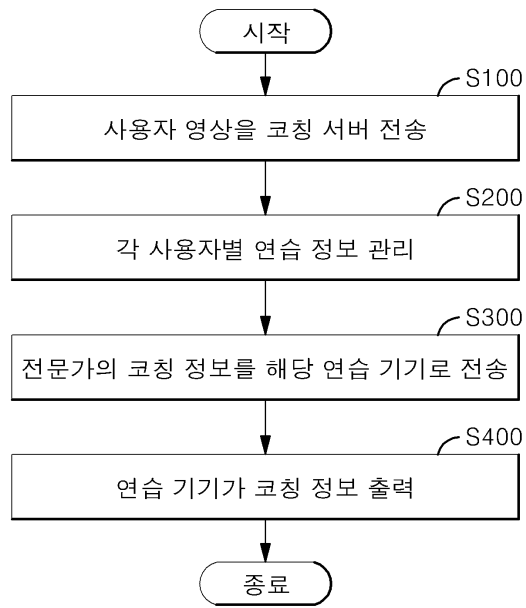 시작
S100
사용자 영상을 코칭 서버 전송
S200
각 사용자별 연습 정보 관리
S300
전문가의 코칭 정보를 해당 연습 기기로 전송
S400
연습 기기가 코칭 정보 출력
종료